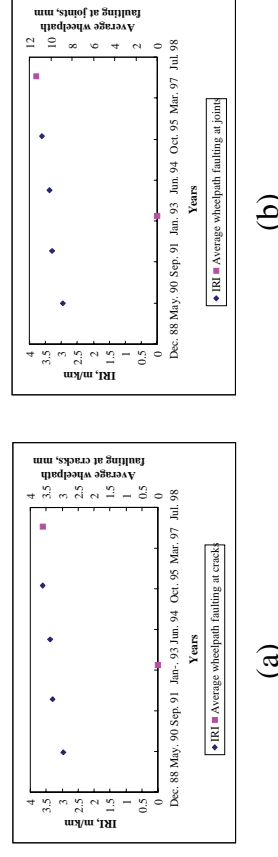 IRI, m/km
4
3.5
3
2.5
2
1.5
1
0.5
0
4
3.5
3
2.5
2
1.5
1
0.5
0
Average wheelpath
faulting at cracks, mm
Dec. 88 May. 90 Sep. 91 Jan-. 93 Jun. 94 Oct. 95 Mar. 97 Jul. 98
Years
IRI Average wheelpath faulting at cracks
(a)
IRI, m/km
4
3.5
3
2.5
2
1.5
1
0.5
0
12
10
8
6
4
2
0
Average wheelpath
faulting at joints, mm
Dec. 88 May. 90 Sep. 91 Jan. 93 Jun. 94 Oct. 95 Mar. 97 Jul. 98
Years
IRI Average wheelpath faulting at joints
(b)